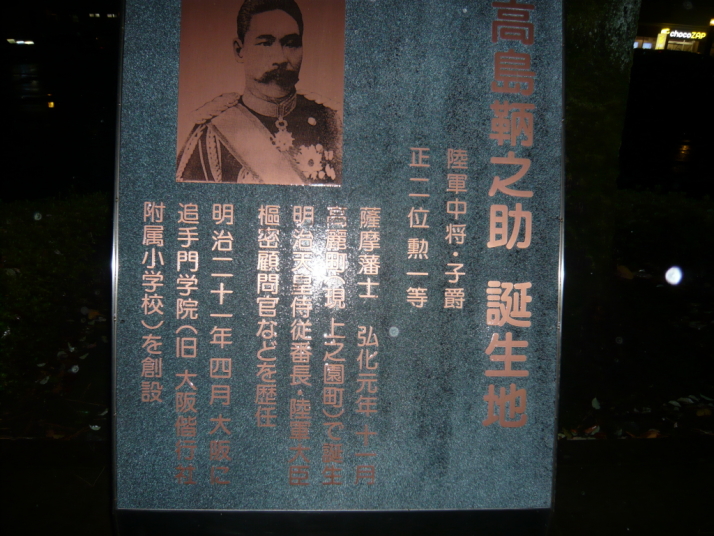 高島鞆之助 誕生地
陸軍中将・子爵
正二位 勲一等
薩摩藩士 弘化元年十一月
高麗町(現上之園町)で誕生
明治天皇侍従番長・陸軍大臣
枢密顧問官などを歴任
明治二十一年四月 大阪に
追手門学院(旧 大阪偕行社
附属小学校)を創設
chocoZAP